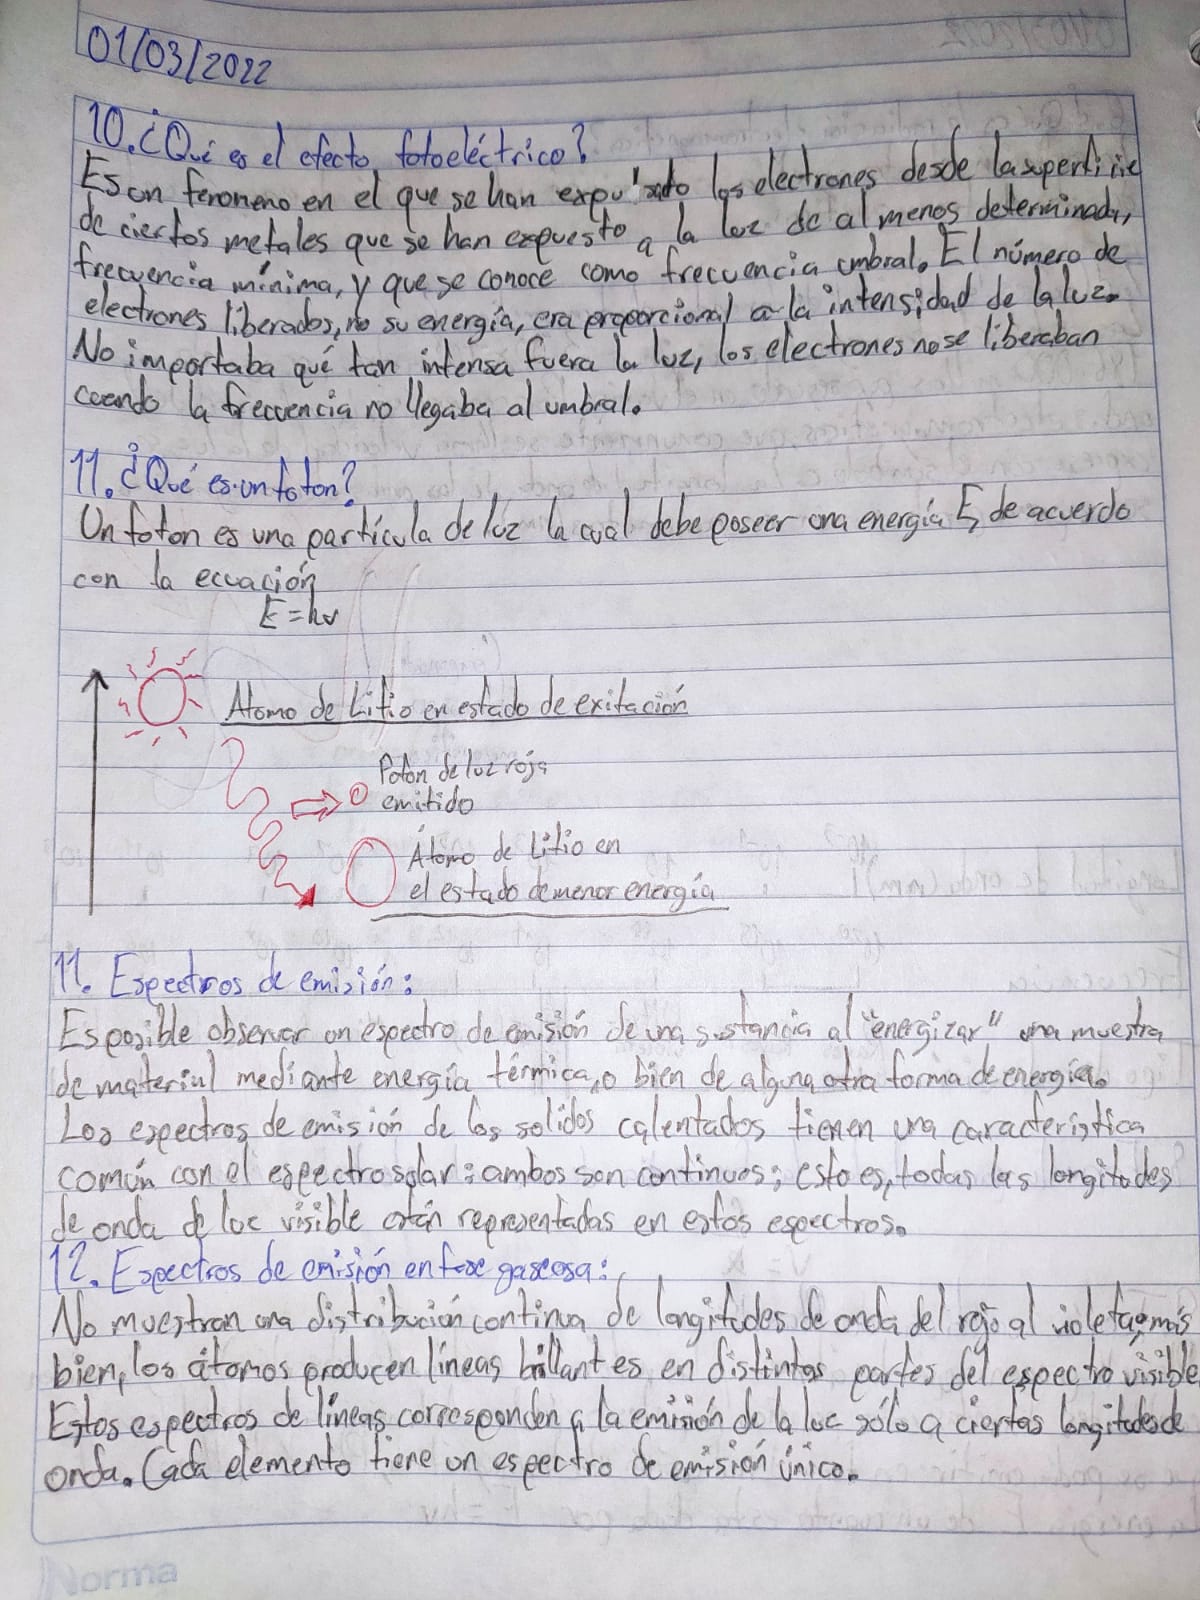 01/03/2022
10. ¿Qué es el efecto fotoeléctrico?
Es un fenomeno en el que se han expulsado los electrones desde la superficie
de ciertos metales que se han expuesto a la luz de al menos determinada,
frecuencia mínima, y que se conoce como frecuencia umbral. El número de
electrones liberados, no su energía, era proporcional a la intensidad de la luz.
No importaba qué tan intensa fuera la luz, los electrones no se liberaban
cuando la frecuencia no llegaba al umbral.
11. ¿Qué es un foton?
Un foton es una partícula de luz la cual debe poseer una energía E, de acuerdo
con la ecuación
E = hv
Atomo de Litio en estado de exitación
Foton de luz roja
emitido
Átomo de Litio en
el estado de menor energía
11. Espectros de emisión:
Es posible observar un espectro de emisión de una sustancia al "energizar" una muestra
de material mediante energía térmica, o bien de alguna otra forma de energía.
Los espectros de emisión de los solidos calentados tienen una característica
común con el espectro solar: ambos son continuos; esto es, todas las longitudes
de onda de luz visible están representadas en estos espectros.
12. Espectros de emisión en fase gaseosa:
No muestran una distribución continua de longitudes de onda del rojo al violeta, más
bien, los átomos producen líneas brillantes en distintas partes del espectro visible
Estos espectros de líneas corresponden a la emisión de la luz sólo a ciertas longitudes de
onda. Cada elemento tiene un espectro de emisión único.
Norma